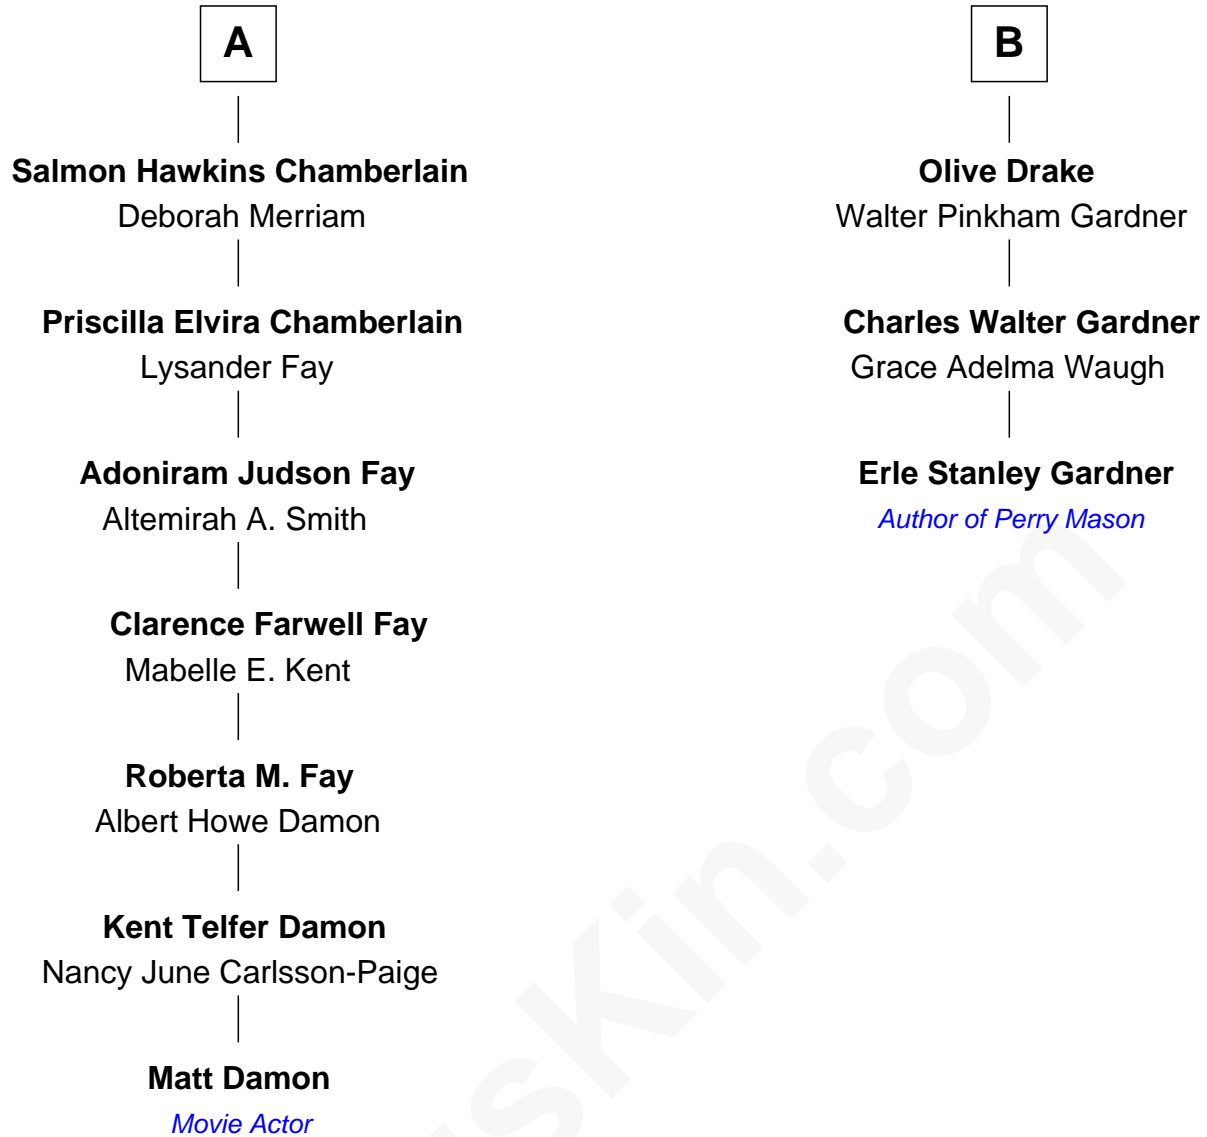 A
Salmon Hawkins Chamberlain
Deborah Merriam
Priscilla Elvira Chamberlain
Lysander Fay
Adoniram Judson Fay
Altemirah A. Smith
Clarence Farwell Fay
Mabelle E. Kent
Roberta M. Fay
Albert Howe Damon
Kent Telfer Damon
Nancy June Carlsson-Paige
Matt Damon
Movie Actor
B
Olive Drake
Walter Pinkham Gardner
Charles Walter Gardner
Grace Adelma Waugh
Erle Stanley Gardner
Author of Perry Mason